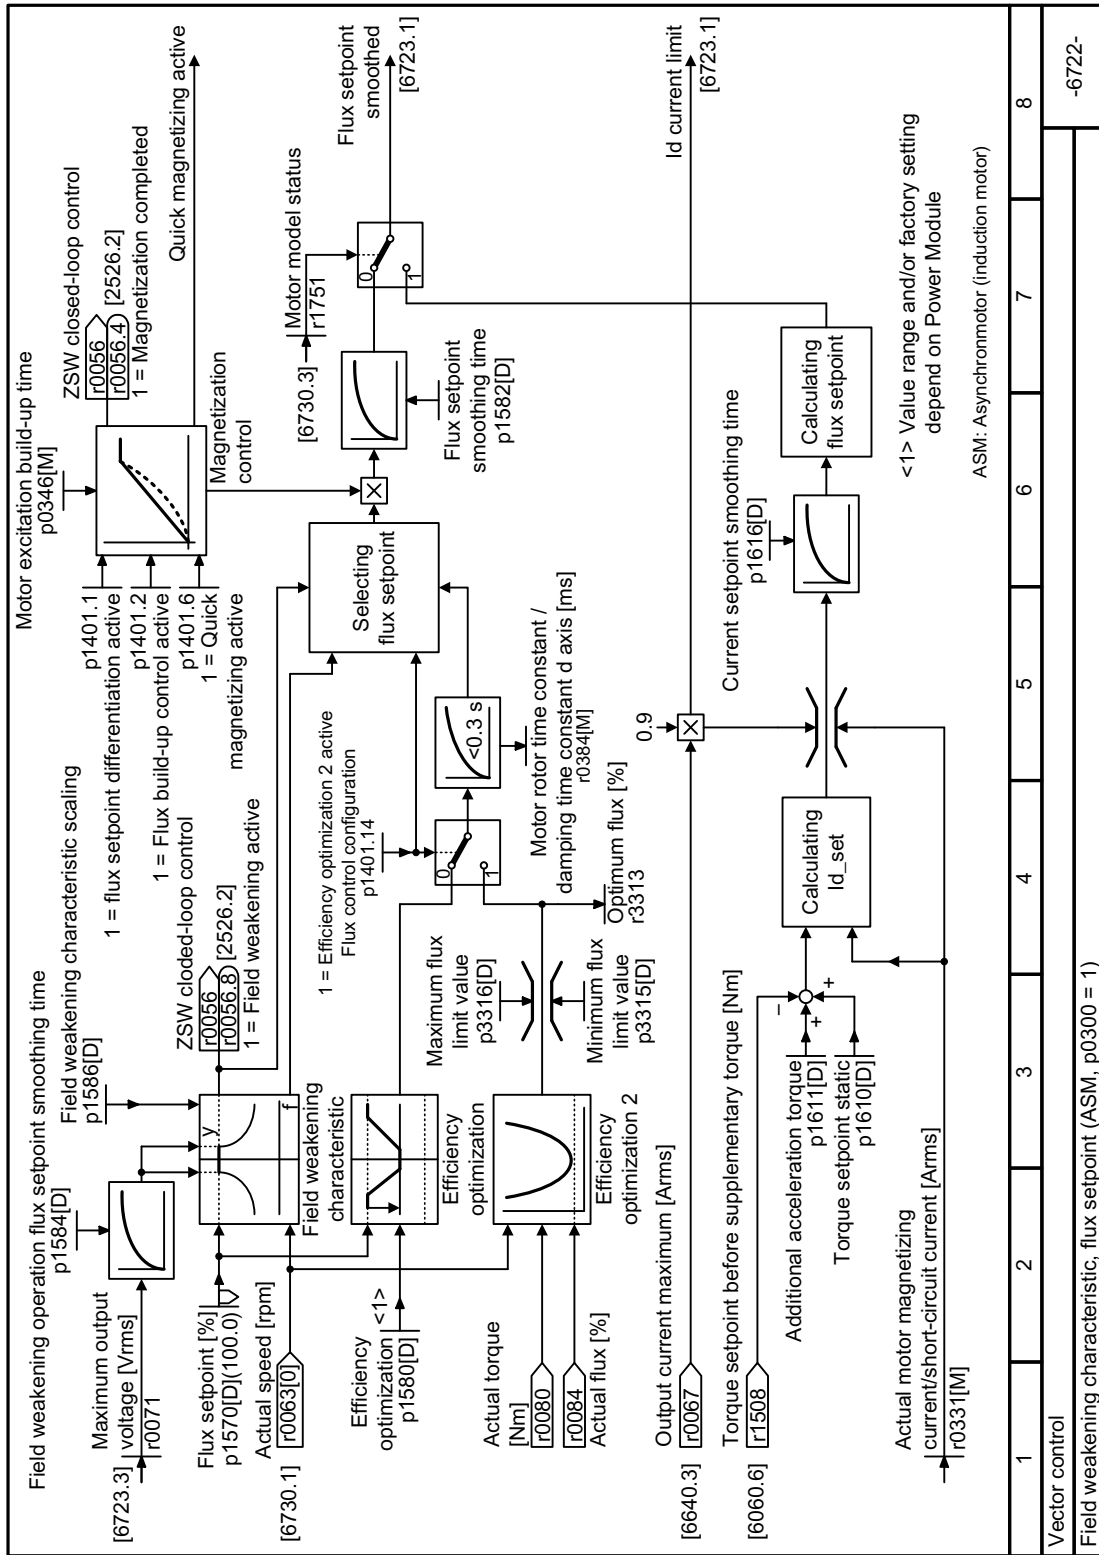 Field weakening operation flux setpoint smoothing time
p1584[D]
Field weakening characteristic scaling
p1586[D]
Motor excitation build-up time
p0346[M]
[6723.3]
Maximum output
voltage [Vrms]
r0071
ZSW cloded-loop control
r0056
r0056.8
[2526.2]
1 = Field weakening active
p1401.1
1 = flux setpoint differentiation active
p1401.2
1 = Flux build-up control active
p1401.6
1 = Quick
magnetizing active
ZSW closed-loop control
r0056
r0056.4
[2526.2]
1 = Magnetization completed
Quick magnetizing active
Magnetization
control
Flux setpoint [%]
p1570[D](100.0)
Actual speed [rpm]
r0063[0]
[6730.1]
y
f
Field weakening
characteristic
Efficiency
optimization
p1580[D]
<1>
Efficiency
optimization
1 = Efficiency optimization 2 active
Flux control configuration
p1401.14
0
1
<0.3 s
Motor rotor time constant /
damping time constant d axis [ms]
r0384[M]
Selecting
flux setpoint
X
[6730.3]
Motor model status
r1751
Flux setpoint
smoothing time
p1582[D]
0
1
Flux setpoint
smoothed
[6723.1]
Actual torque
[Nm]
r0080
r0084
Actual flux [%]
Efficiency
optimization 2
Maximum flux
limit value
p3316[D]
Minimum flux
limit value
p3315[D]
Optimum flux [%]
r3313
Output current maximum [Arms]
[6640.3]
r0067
0.9
X
Id current limit
[6723.1]
Torque setpoint before supplementary torque [Nm]
[6060.6]
r1508
Additional acceleration torque
p1611[D]
Torque setpoint static
p1610[D]
−
+
+
Calculating
Id_set
Current setpoint smoothing time
p1616[D]
Calculating
flux setpoint
Actual motor magnetizing
current/short-circuit current [Arms]
r0331[M]
<1> Value range and/or factory setting
depend on Power Module
ASM: Asynchronmotor (induction motor)
1
2
3
4
5
6
7
8
Vector control
-6722-
Field weakening characteristic, flux setpoint (ASM, p0300 = 1)